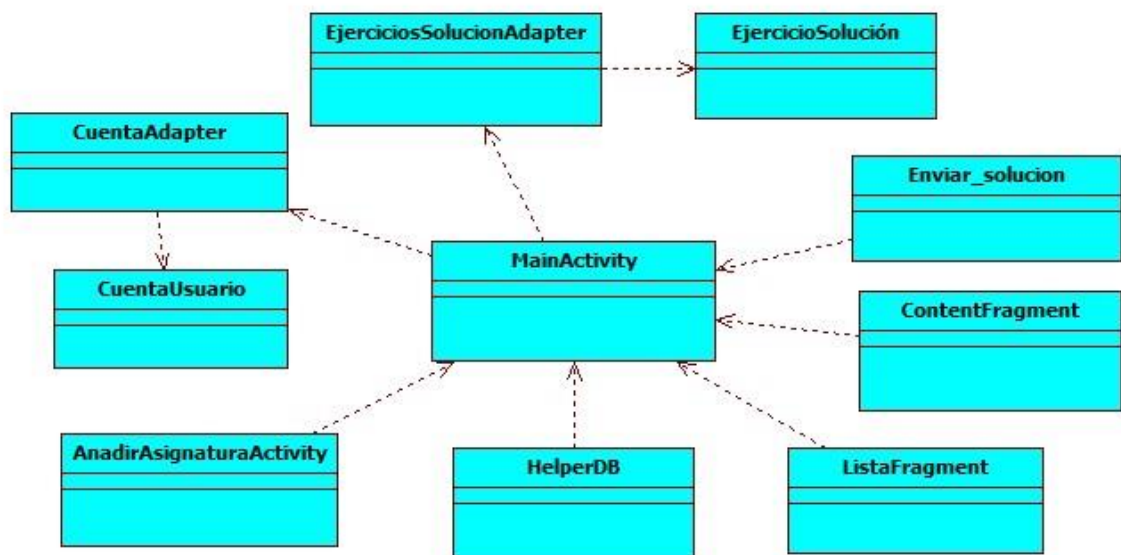 EjerciciosSolucionAdapter
EjercicioSolución
CuentaAdapter
Enviar_solucion
MainActivity
CuentaUsuario
ContentFragment
AnadirAsignaturaActivity
HelperDB
ListaFragment